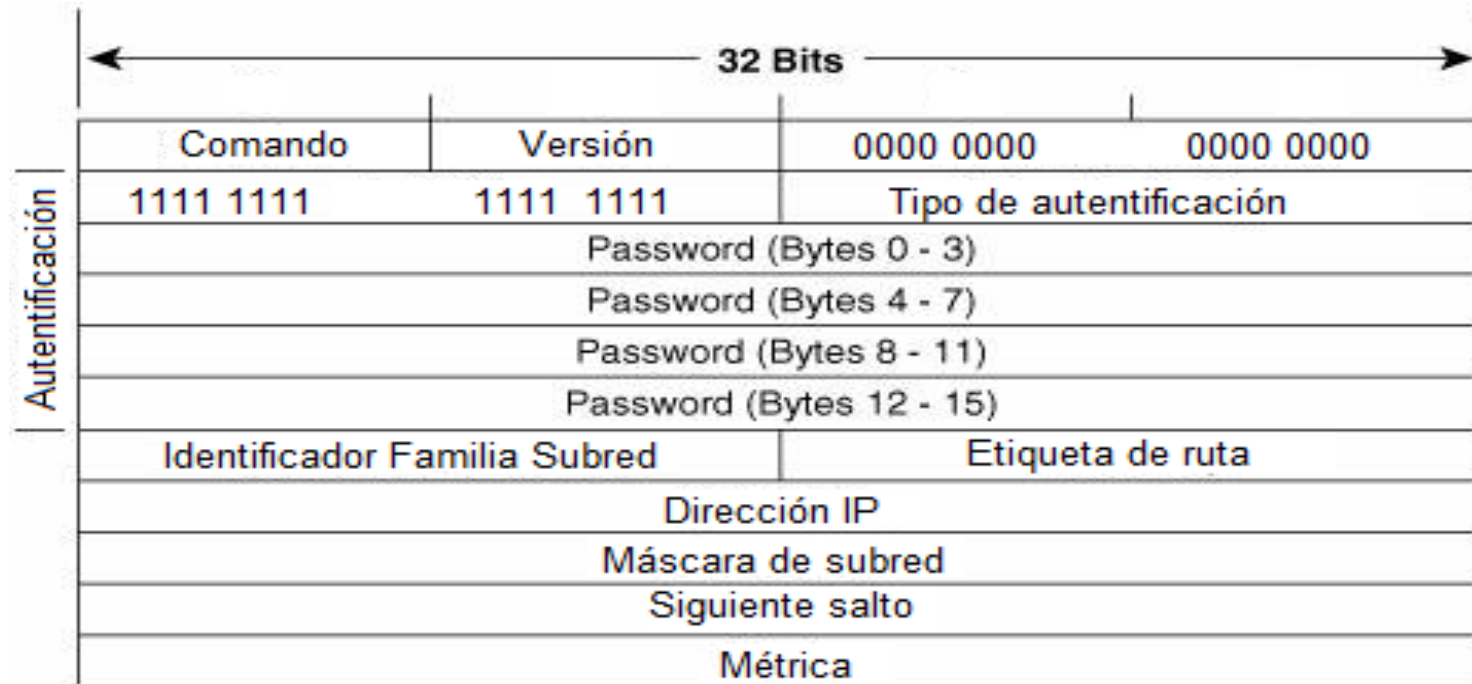 32 Bits
Comando Versión 0000 0000 0000 0000
Autentificación
1111 1111 1111 1111 Tipo de autentificación
Password (Bytes 0 - 3)
Password (Bytes 4 - 7)
Password (Bytes 8 - 11)
Password (Bytes 12 - 15)
Identificador Familia Subred Etiqueta de ruta
Dirección IP
Máscara de subred
Siguiente salto
Métrica